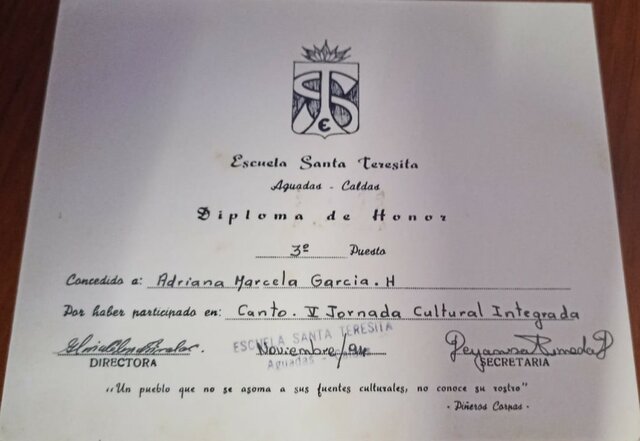 E
Escuela Santa Teresita
Aguadas - Caldas
Diploma de Honor
3º Puesto
Concedido a: Adriana Marcela Garcia. H
Por haber participado en: Canto. V Jornada Cultural Integrada
ESCUELA SANTA TERESITA
Noviembre/94
Aguadas - Caldas
DIRECTORA
SECRETARIA
"Un pueblo que no se asoma a sus fuentes culturales, no conoce su rostro"
- Piñeros Corpas -